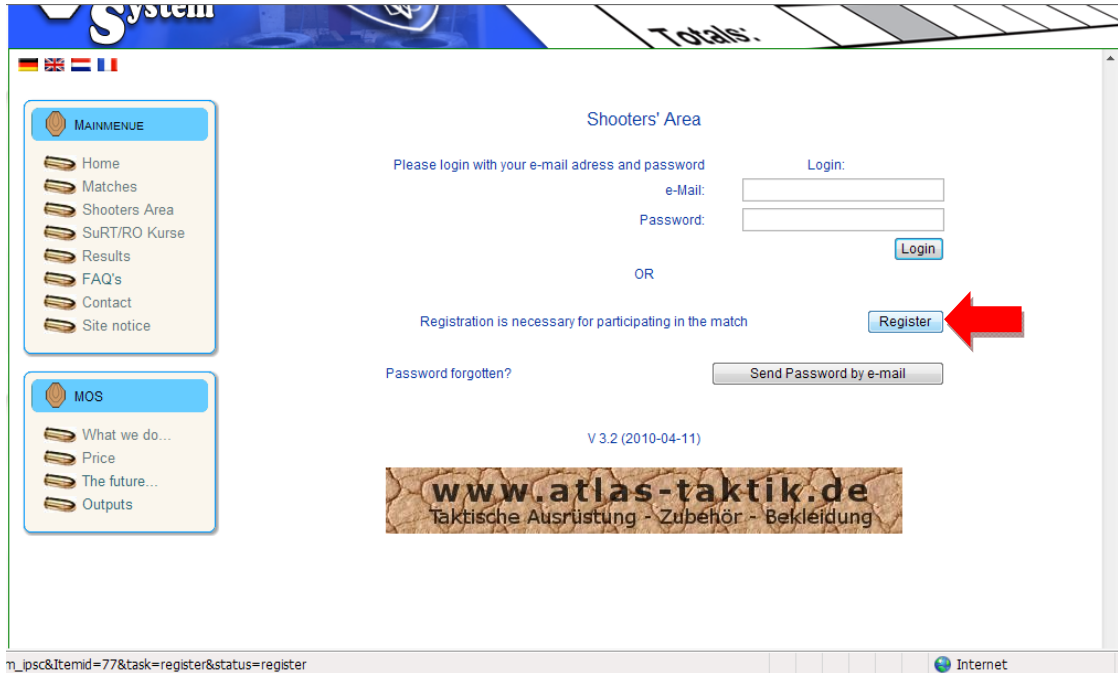 System
Totals:
MAINMENUE
Home
Matches
Shooters Area
SuRT/RO Kurse
Results
FAQ's
Contact
Site notice
MOS
What we do...
Price
The future...
Outputs
Shooters' Area
Please login with your e-mail adress and password Login:
e-Mail:
Password:
Login
OR
Registration is necessary for participating in the match Register
Password forgotten? Send Password by e-mail
V 3.2 (2010-04-11)
www.atlas-taktik.de
Taktische Ausrüstung - Zubehör - Bekleidung
m_ipsc&Itemid=77&task=register&status=register Internet